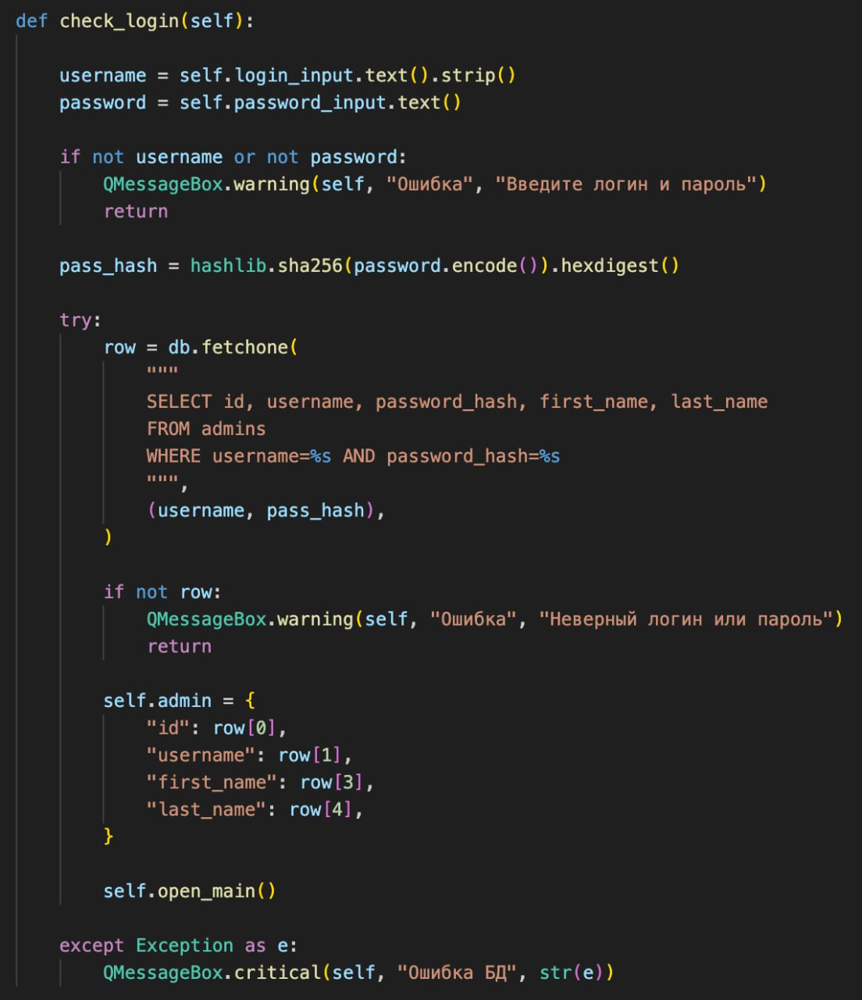 def check_login(self):
username = self.login_input.text().strip()
password = self.password_input.text()
if not username or not password:
QMessageBox.warning(self, "Ошибка", "Введите логин и пароль")
return
pass_hash = hashlib.sha256(password.encode()).hexdigest()
try:
row = db.fetchone(
"""
SELECT id, username, password_hash, first_name, last_name
FROM admins
WHERE username=%s AND password_hash=%s
""",
(username, pass_hash),
)
if not row:
QMessageBox.warning(self, "Ошибка", "Неверный логин или пароль")
return
self.admin = {
"id": row[0],
"username": row[1],
"first_name": row[3],
"last_name": row[4],
}
self.open_main()
except Exception as e:
QMessageBox.critical(self, "Ошибка БД", str(e))